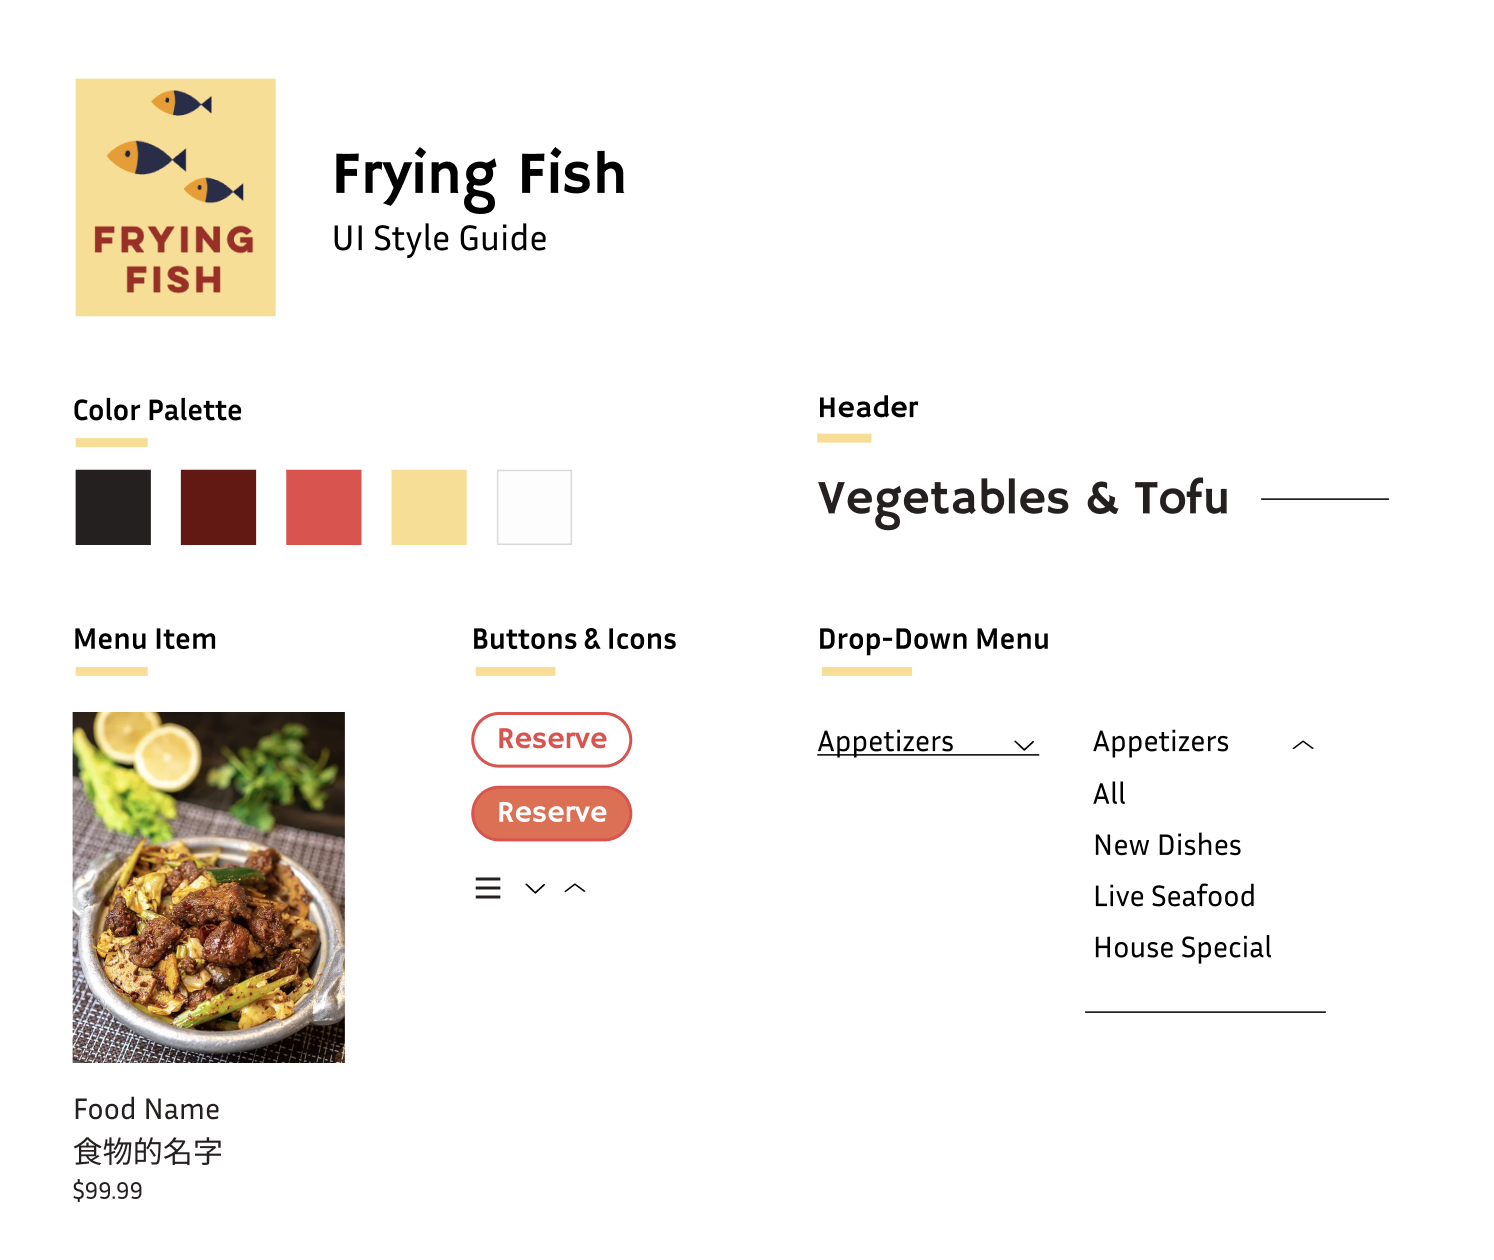 FRYING
FISH
Frying Fish
UI Style Guide
Color Palette
Header
Vegetables & Tofu
Menu Item
Food Name
食物的名字
$99.99
Buttons & Icons
Reserve
Reserve
Drop-Down Menu
Appetizers
Appetizers
All
New Dishes
Live Seafood
House Special